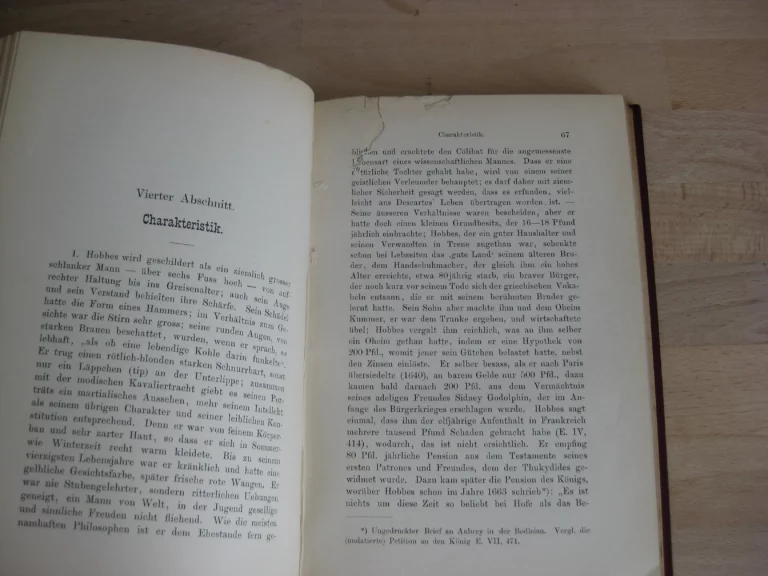 Vierter Abschnitt.
Charakteristik.
1. Hobbes wird geschildert als ein ziemlich grosser
schlanker Mann — über sechs Fuss hoch — von auf-
rechter Haltung bis ins Greisenalter; auch sein Auge
und sein Verstand behielten ihre Schärfe. Sein Schädel
hatte die Form eines Hammers; im Verhältnis zum Ge-
sichte war die Stirn sehr gross; seine runden Augen, von
starken Brauen beschattet, wurden, wenn er sprach, so
lebhaft, „als ob eine lebendige Kohle darin funkelte“.
Er trug einen rötlich-blonden starken Schnurrbart, sonst
nur ein Läppchen (tip) an der Unterlippe; zusammen
mit der modischen Kavaliertracht giebt es seinen Por-
träts ein martialisches Aussehen, mehr seinem Intellekt
als seinem übrigen Charakter und seiner leiblichen Kon-
stitution entsprechend. Denn er war von feinem Körper-
bau und sehr zarter Haut, so dass er sich in Sommer-
wie Winterzeit recht warm kleidete. Bis zu seinem
vierzigsten Lebensjahre war er kränklich und hatte eine
gelbliche Gesichtsfarbe, später frische rote Wangen. Er
war nie Stubengelehrter, sondern ritterlichen Uebungen
geneigt, ein Mann von Welt, in der Jugend gesellige
und sinnliche Freuden nicht fliehend. Wie die meisten
namhaften Philosophen ist er dem Ehestande fern ge-
Charakteristik. 67
blieben und erachtete den Cölibat für die angemessenste
Lebensart eines wissenschaftlichen Mannes. Dass er eine
natürliche Tochter gehabt habe, wird von einem seiner
geistlichen Verleumder behauptet; es darf daher mit ziem-
licher Sicherheit gesagt werden, dass es erfunden, viel-
leicht aus Descartes' Leben übertragen worden ist. —
Seine äusseren Verhältnisse waren bescheiden, aber er
hatte doch einen kleinen Grundbesitz, der 16—18 Pfund
jährlich einbrachte; Hobbes, der ein guter Haushalter und
seinen Verwandten in Treue zugethan war, schenkte
schon bei Lebszeiten das ‚gute Land‘ seinem älteren Bru-
der, dem Handschuhmacher, der gleich ihm ein hohes
Alter erreichte, etwa 80jährig starb, ein braver Bürger,
der noch kurz vor seinem Tode sich der griechischen Voka-
beln entsann, die er mit seinem berühmten Bruder ge-
lernt hatte. Sein Sohn aber machte ihm und dem Oheim
Kummer, er war dem Trunke ergeben, und wirtschaftete
übel; Hobbes vergalt ihm reichlich, was an ihm selber
ein Oheim gethan hatte, indem er eine Hypothek von
200 Pfl., womit jener sein Gütchen belastet hatte, nebst
den Zinsen einlöste. Er selber besass, als er nach Paris
übersiedelte (1640), an barem Gelde nur 500 Pfl., dazu
kamen bald darnach 200 Pfl. aus dem Vermächtnis
seines adeligen Freundes Sidney Godolphin, der im An-
fange des Bürgerkrieges erschlagen wurde. Hobbes sagt
einmal, dass ihm der elfjährige Aufenthalt in Frankreich
mehrere tausend Pfund Schaden gebracht habe (E. IV,
414), wodurch, das ist nicht ersichtlich. Er empfing
80 Pfl. jährliche Pension aus dem Testamente seines
ersten Patrones und Freundes, dem der Thukydides ge-
widmet wurde. Dazu kam später die Pension des Königs,
worüber Hobbes schon im Jahre 1663 schrieb*): „Es ist
nichts um diese Zeit so beliebt bei Hofe als das Be-
*) Ungedruckter Brief an Aubrey in der Bodleian. Vergl. die
(undatierte) Petition an den König E. VII, 471.